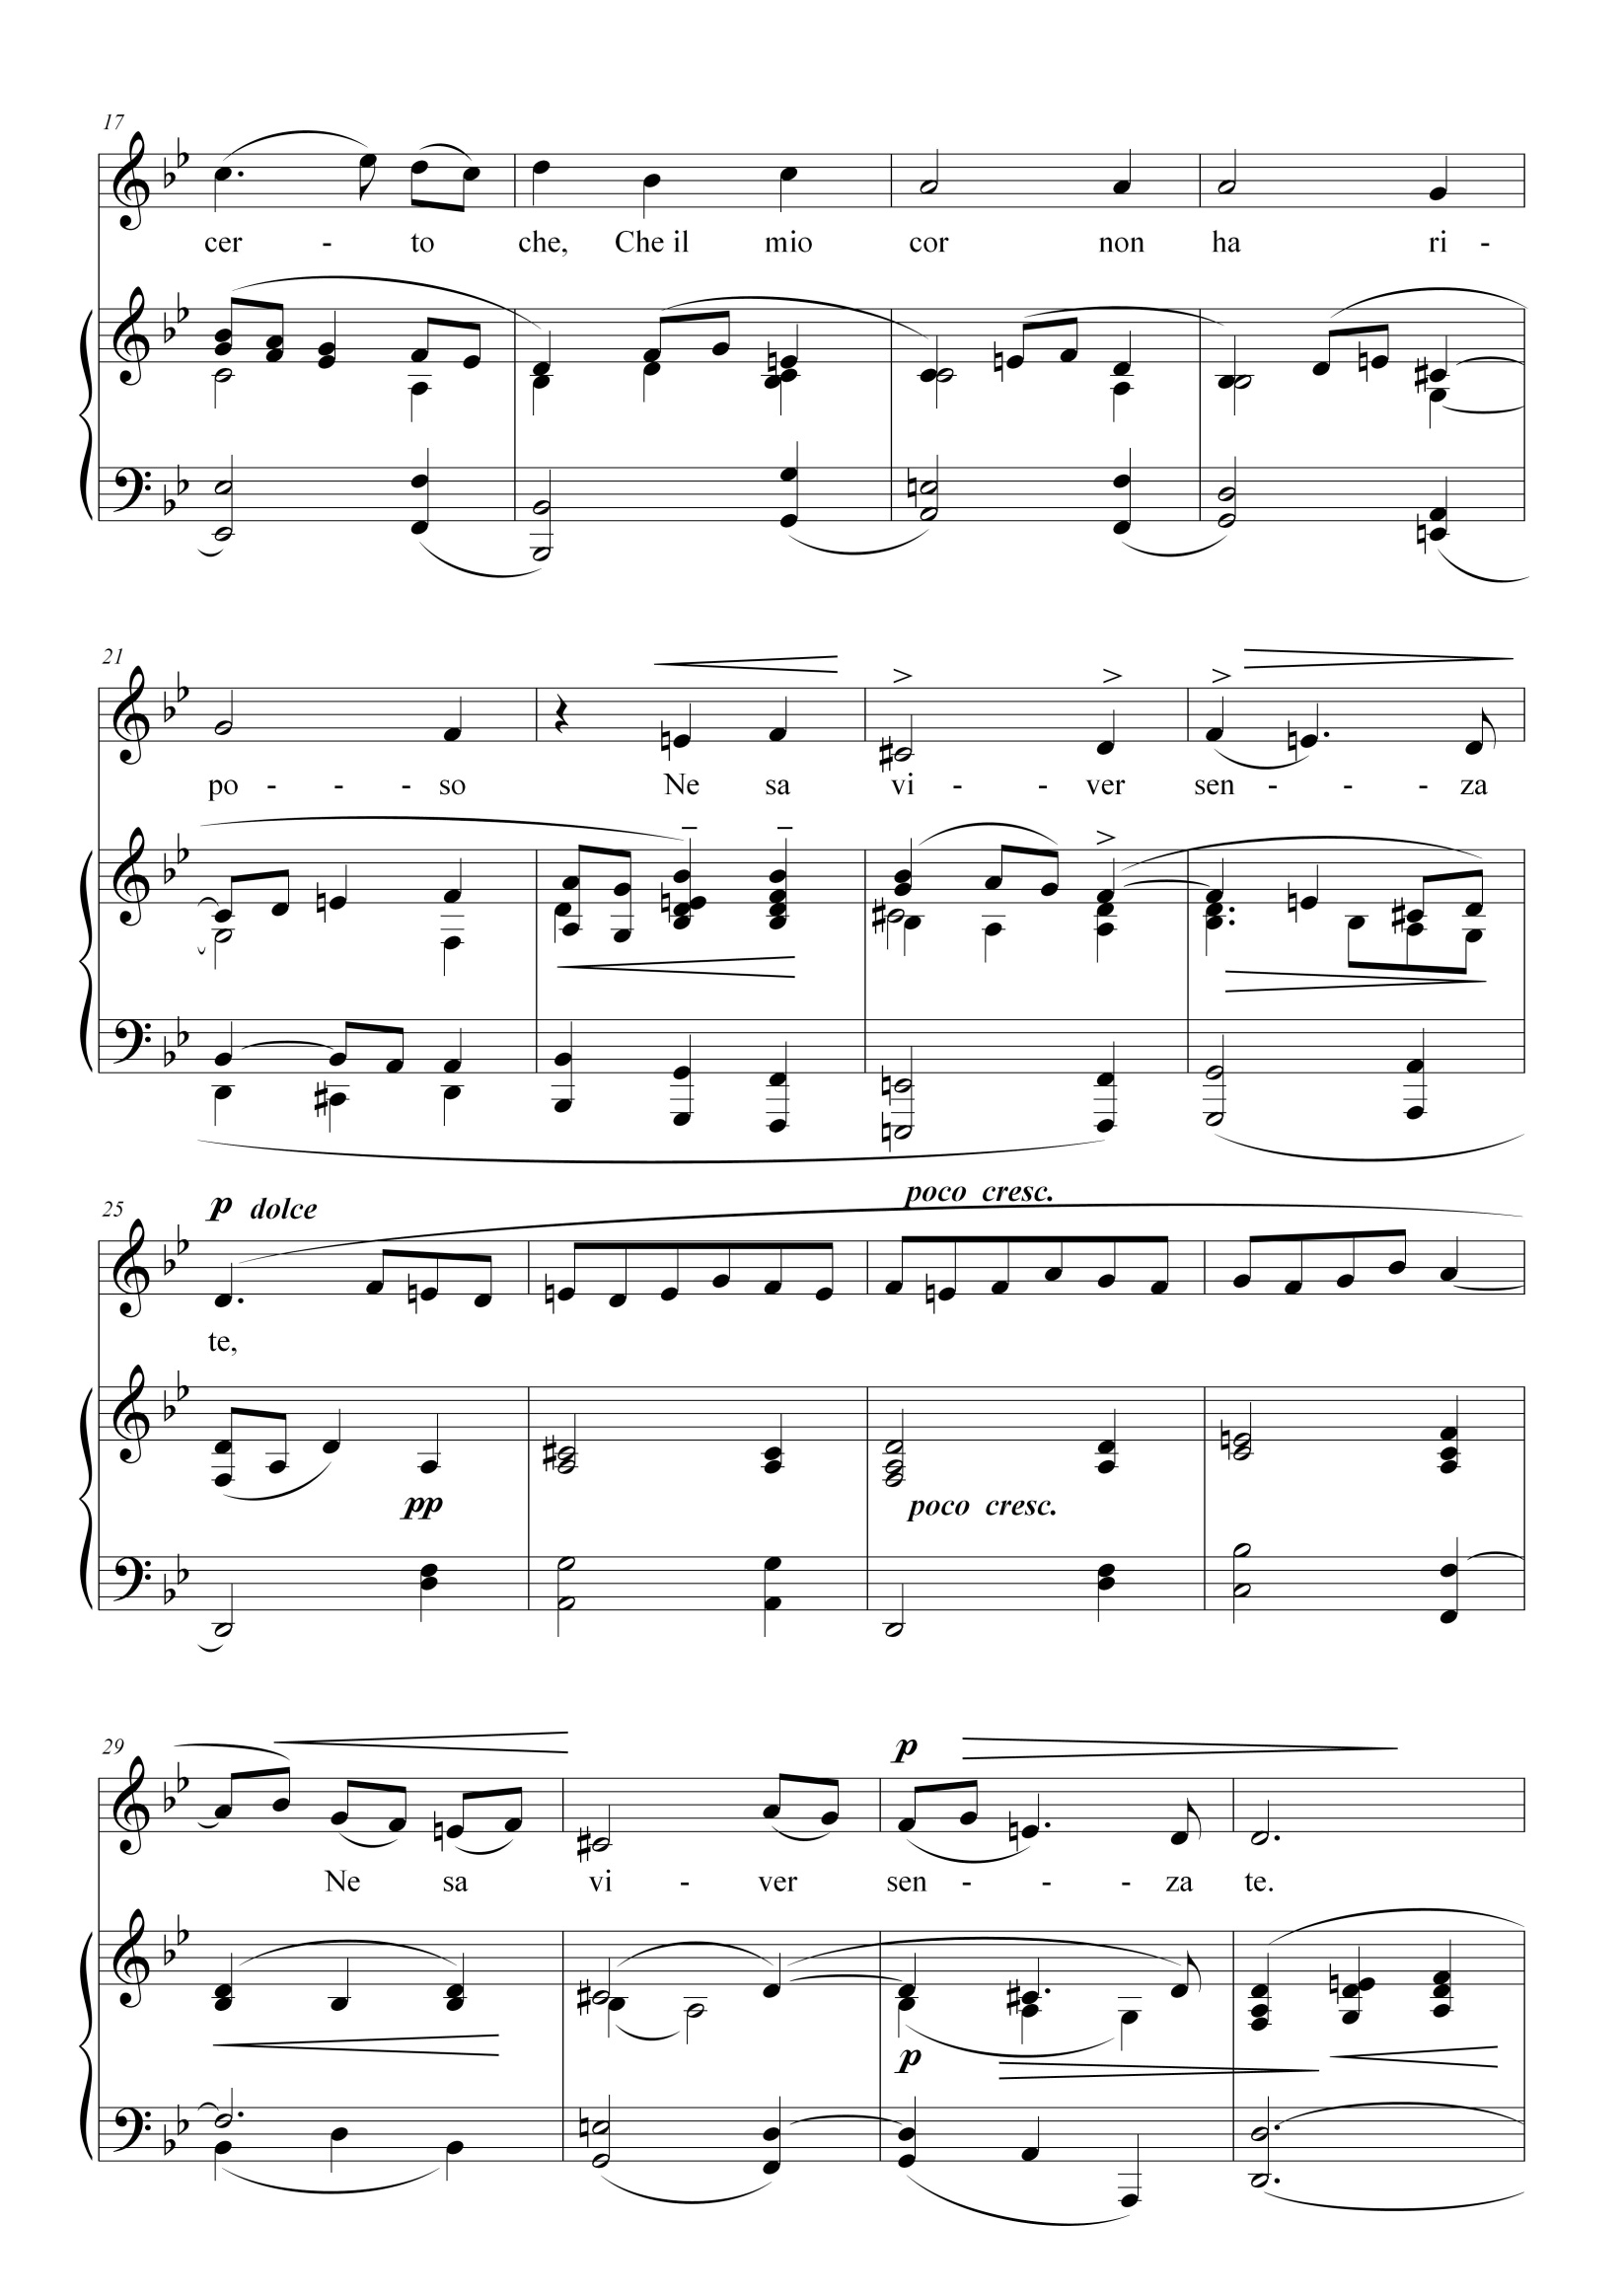 17
cer - to che, Che il mio cor non ha ri -
21
po - - - so Ne sa vi - - ver sen - - - za
25
p dolce poco cresc.
te,
pp poco cresc.
29
p
Ne sa vi - ver sen - - - za te.
p